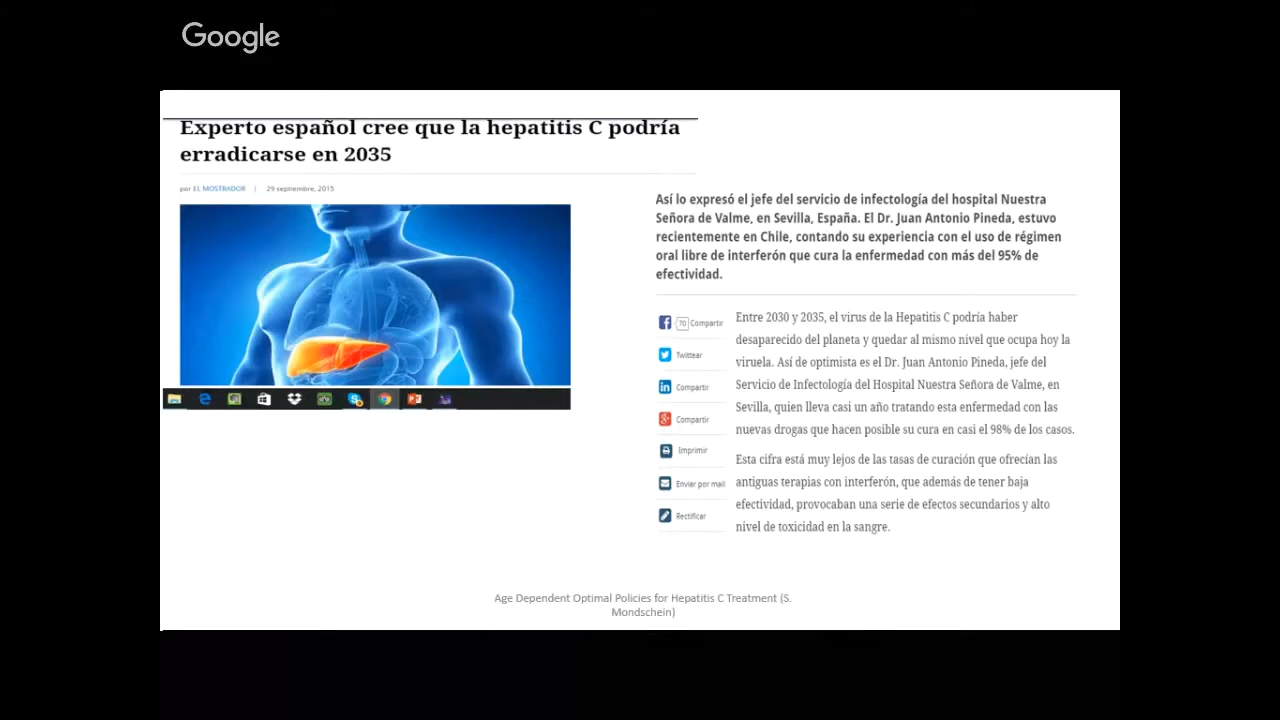 Google
Experto español cree que la hepatitis C podría
erradicarse en 2035
por EL MOSTRADOR | 29 septiembre, 2015
Así lo expresó el jefe del servicio de infectología del hospital Nuestra
Señora de Valme, en Sevilla, España. El Dr. Juan Antonio Pineda, estuvo
recientemente en Chile, contando su experiencia con el uso de régimen
oral libre de interferón que cura la enfermedad con más del 95% de
efectividad.
70 Compartir
Twittear
Compartir
Compartir
Imprimir
Enviar por mail
Rectificar
Entre 2030 y 2035, el virus de la Hepatitis C podría haber
desaparecido del planeta y quedar al mismo nivel que ocupa hoy la
viruela. Así de optimista es el Dr. Juan Antonio Pineda, jefe del
Servicio de Infectología del Hospital Nuestra Señora de Valme, en
Sevilla, quien lleva casi un año tratando esta enfermedad con las
nuevas drogas que hacen posible su cura en casi el 98% de los casos.
Esta cifra está muy lejos de las tasas de curación que ofrecían las
antiguas terapias con interferón, que además de tener baja
efectividad, provocaban una serie de efectos secundarios y alto
nivel de toxicidad en la sangre.
Age Dependent Optimal Policies for Hepatitis C Treatment (S.
Mondschein)